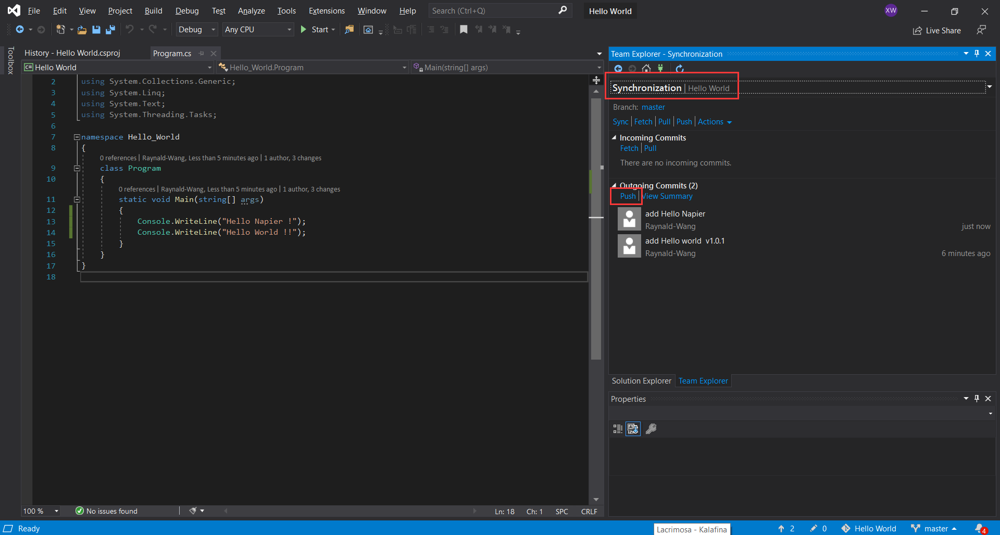 File Edit View Project Build Debug Test Analyze Tools Extensions Window Help Search (Ctrl+Q) Hello World XW
Debug Any CPU Start Live Share
Toolbox
History - Hello World.csproj Program.cs
C# Hello World Hello_World.Program Main(string[] args)
2 using System.Collections.Generic;
3 using System.Linq;
4 using System.Text;
5 using System.Threading.Tasks;
6
7 namespace Hello_World
8 {
0 references | Raynald-Wang, Less than 5 minutes ago | 1 author, 3 changes
9 class Program
10 {
0 references | Raynald-Wang, Less than 5 minutes ago | 1 author, 3 changes
11 static void Main(string[] args)
12 {
13 Console.WriteLine("Hello Napier !");
14 Console.WriteLine("Hello World !!");
15 }
16 }
17 }
18
100 % No issues found Ln: 18 Ch: 1 SPC CRLF
Team Explorer - Synchronization
Synchronization | Hello World
Branch: master
Sync | Fetch | Pull | Push | Actions
Incoming Commits
Fetch | Pull
There are no incoming commits.
Outgoing Commits (2)
Push | View Summary
add Hello Napier
Raynald-Wang just now
add Hello world v1.0.1
Raynald-Wang 6 minutes ago
Solution Explorer Team Explorer
Properties
Ready Lacrimosa - Kalafina 2 0 Hello World master 4